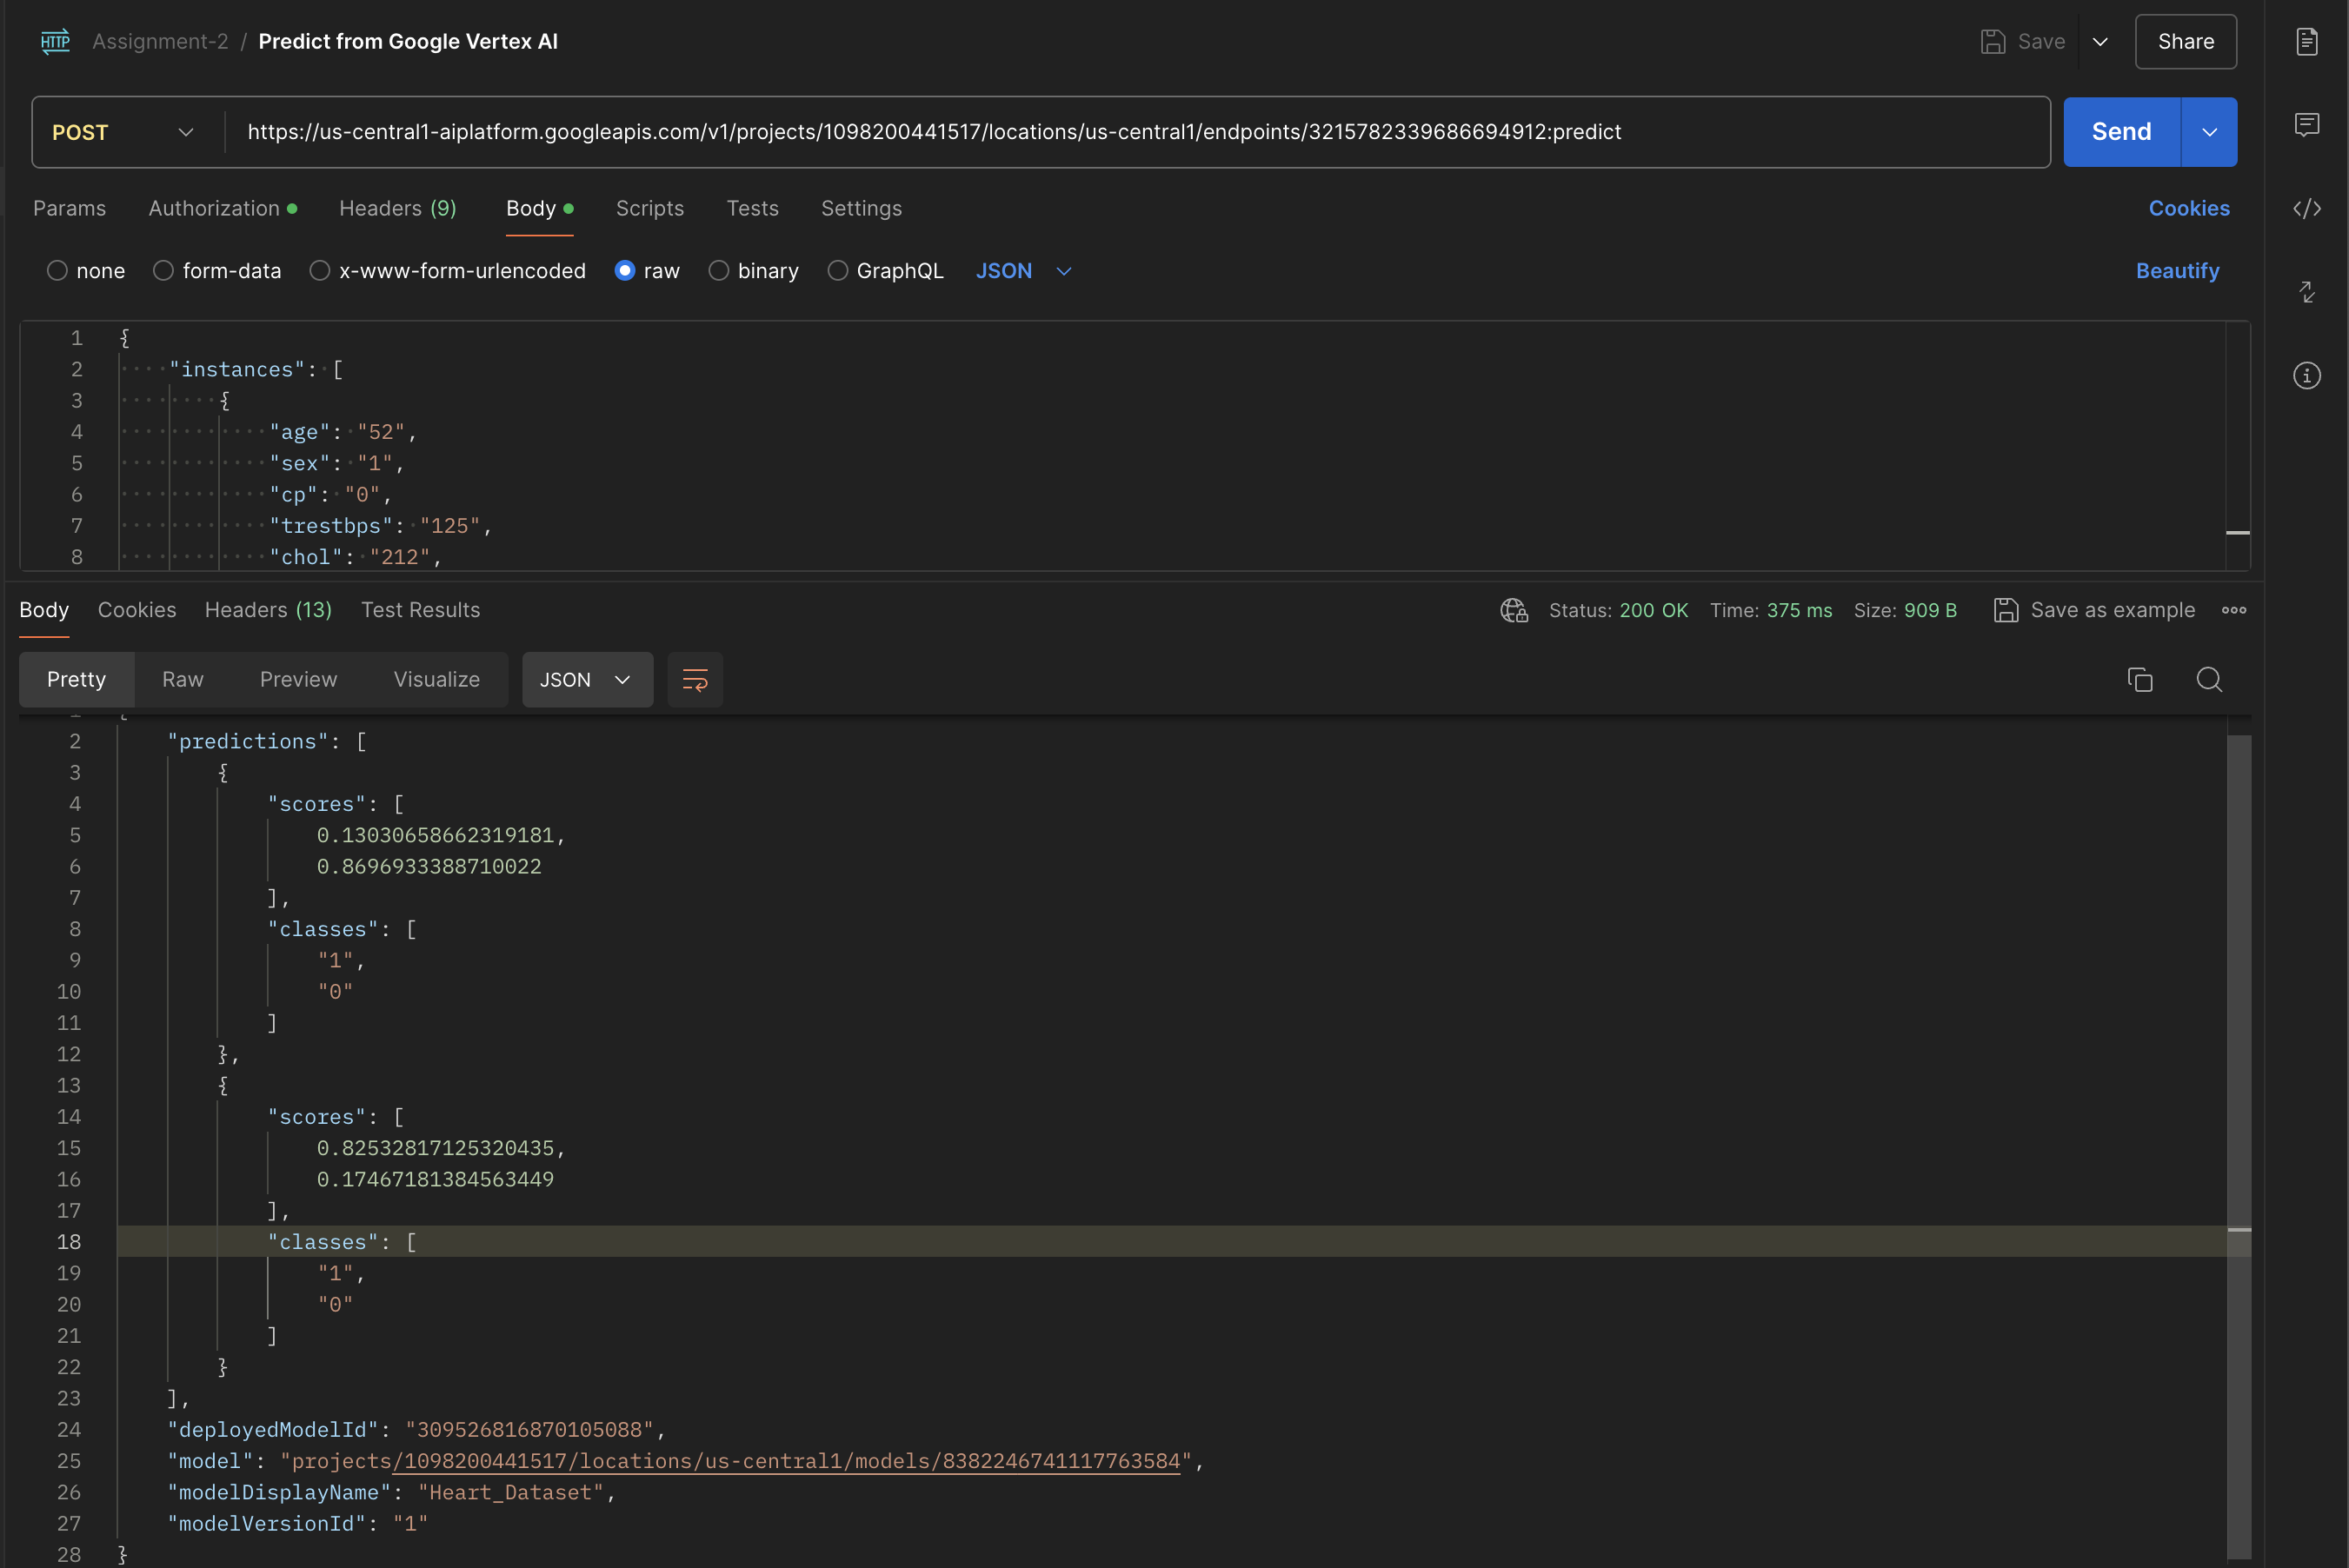 HTTP Assignment-2 / Predict from Google Vertex AI Save Share
POST https://us-central1-aiplatform.googleapis.com/v1/projects/1098200441517/locations/us-central1/endpoints/3215782339686694912:predict Send
Params Authorization Headers (9) Body Scripts Tests Settings Cookies
none form-data x-www-form-urlencoded raw binary GraphQL JSON Beautify
1 {
2 "instances": [
3 {
4 "age": "52",
5 "sex": "1",
6 "cp": "0",
7 "trestbps": "125",
8 "chol": "212",
Body Cookies Headers (13) Test Results Status: 200 OK Time: 375 ms Size: 909 B Save as example
Pretty Raw Preview Visualize JSON
2 "predictions": [
3 {
4 "scores": [
5 0.13030658662319181,
6 0.8696933388710022
7 ],
8 "classes": [
9 "1",
10 "0"
11 ]
12 },
13 {
14 "scores": [
15 0.82532817125320435,
16 0.17467181384563449
17 ],
18 "classes": [
19 "1",
20 "0"
21 ]
22 }
23 ],
24 "deployedModelId": "309526816870105088",
25 "model": "projects/1098200441517/locations/us-central1/models/8382246741117763584",
26 "modelDisplayName": "Heart_Dataset",
27 "modelVersionId": "1"
28 }